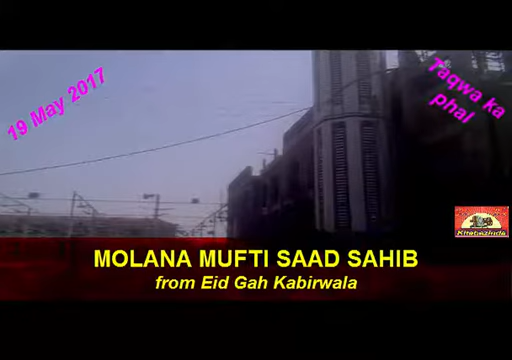 19 May 2017
Taqwa ka
phal
MOLANA MUFTI SAAD SAHIB
from Eid Gah Kabirwala